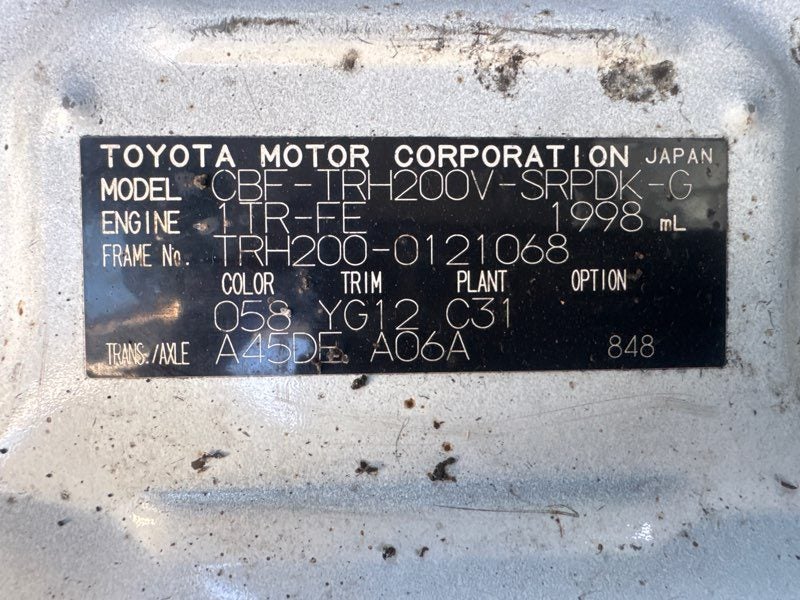 TOYOTA MOTOR CORPORATION JAPAN
MODEL CBF-TRH200V-SRPDK-G
ENGINE 1TR-FE 1998 mL
FRAME No. TRH200-0121068
COLOR TRIM PLANT OPTION
058 YG12 C31
TRANS./AXLE A45DE A06A 848